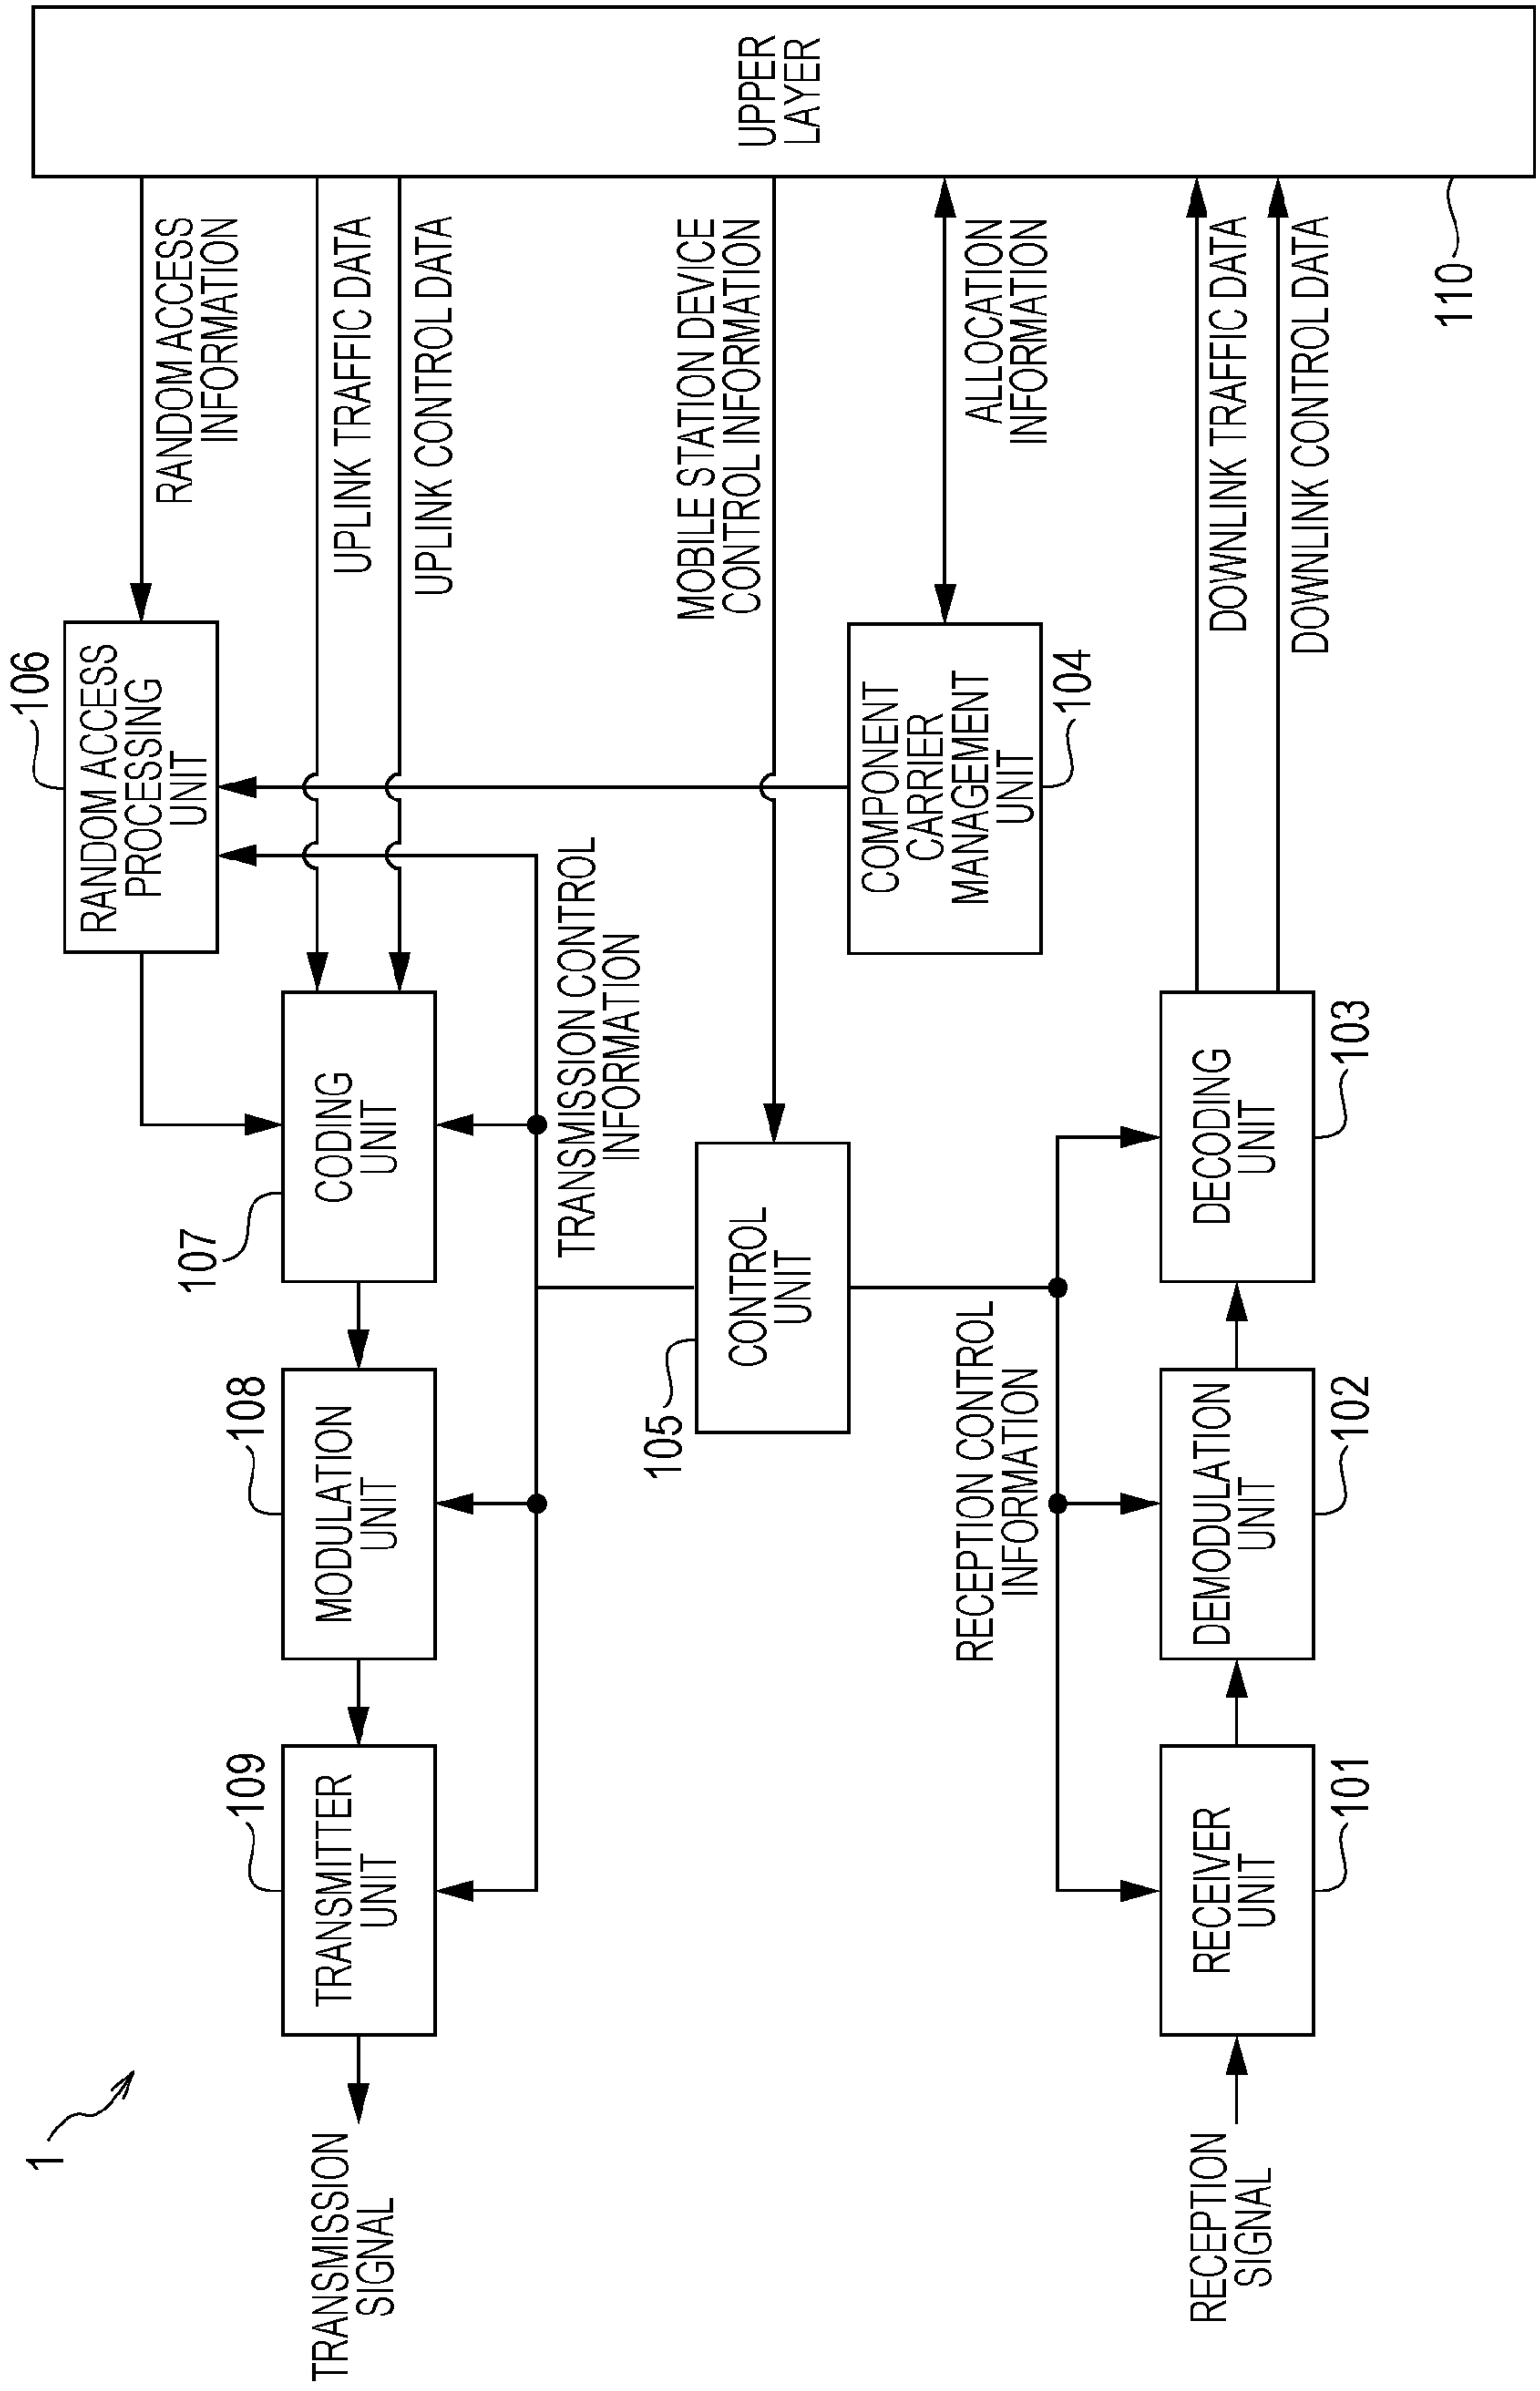 1
TRANSMISSION
SIGNAL
109
TRANSMITTER
UNIT
108
MODULATION
UNIT
107
CODING
UNIT
106
RANDOM ACCESS
PROCESSING
UNIT
RANDOM ACCESS
INFORMATION
UPLINK TRAFFIC DATA
UPLINK CONTROL DATA
TRANSMISSION CONTROL
INFORMATION
105
CONTROL
UNIT
MOBILE STATION DEVICE
CONTROL INFORMATION
COMPONENT
CARRIER
MANAGEMENT
UNIT
104
ALLOCATION
INFORMATION
UPPER
LAYER
110
RECEPTION CONTROL
INFORMATION
RECEPTION
SIGNAL
RECEIVER
UNIT
101
DEMODULATION
UNIT
102
DECODING
UNIT
103
DOWNLINK TRAFFIC DATA
DOWNLINK CONTROL DATA